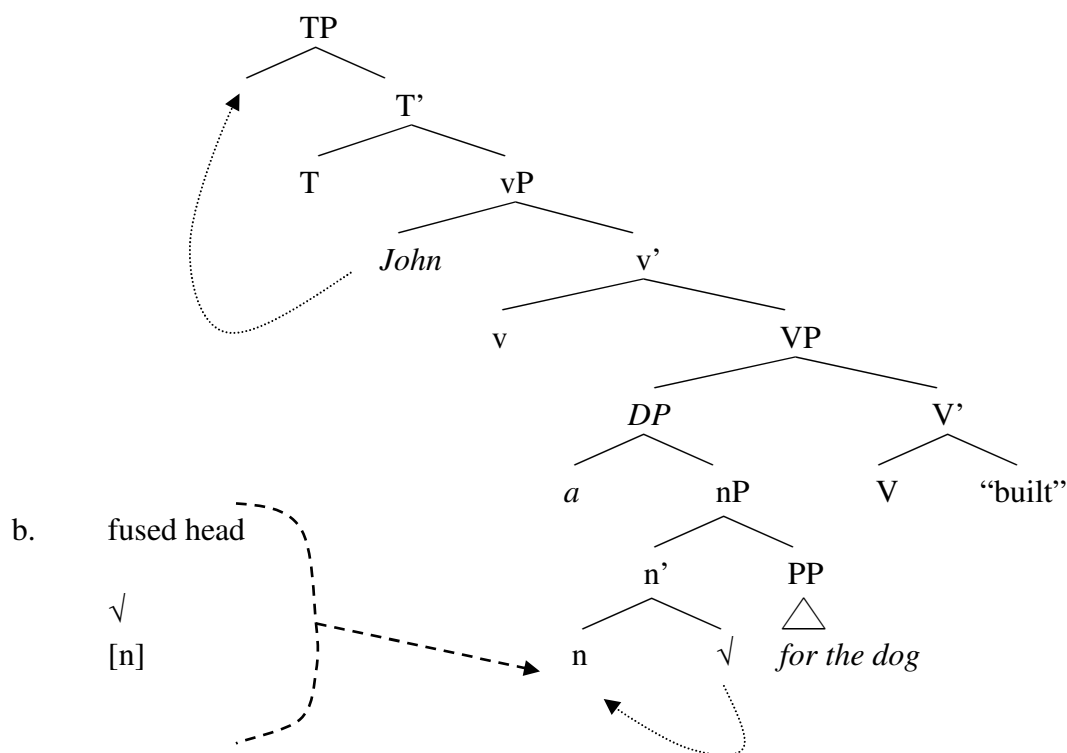 TP
T’
T vP
John v’
v VP
DP V’
a nP V “built”
b. fused head
n’ PP
√
[n] n √ for the dog